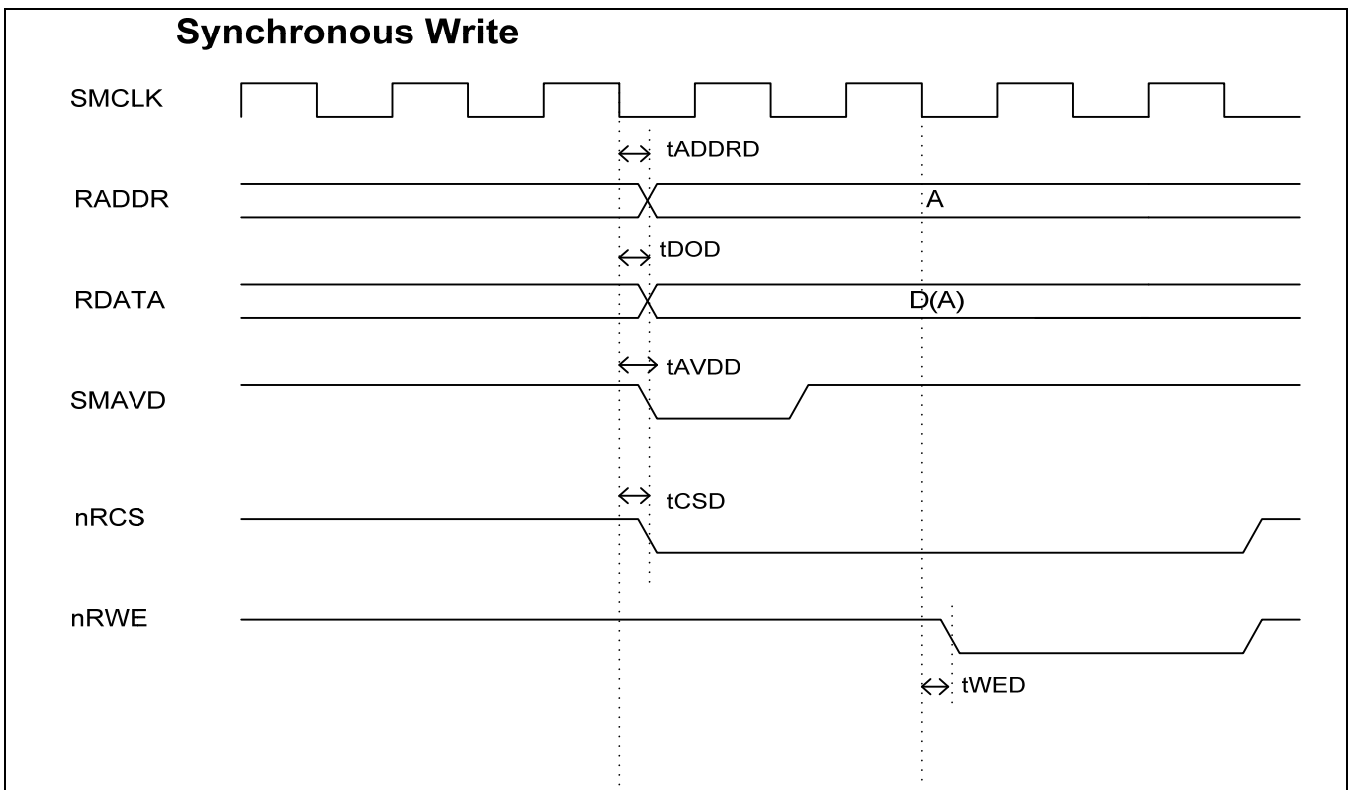 Synchronous Write
SMCLK
tADDRD
RADDR
A
tDOD
RDATA
D(A)
tAVDD
SMAVD
tCSD
nRCS
nRWE
tWED